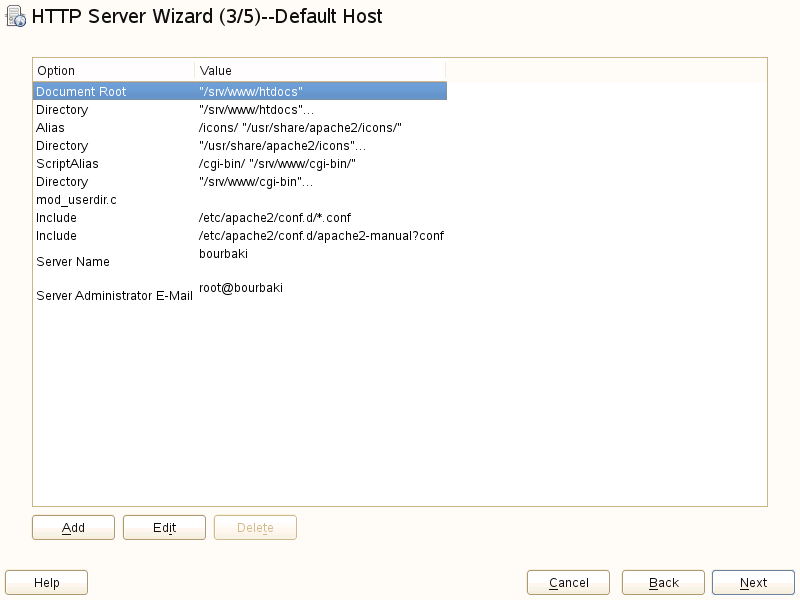 HTTP Server Wizard (3/5)--Default Host
Option Value
Document Root "/srv/www/htdocs"
Directory "/srv/www/htdocs"...
Alias /icons/ "/usr/share/apache2/icons/"
Directory "/usr/share/apache2/icons"...
ScriptAlias /cgi-bin/ "/srv/www/cgi-bin/"
Directory "/srv/www/cgi-bin"...
mod_userdir.c
Include /etc/apache2/conf.d/*.conf
Include /etc/apache2/conf.d/apache2-manual?conf
Server Name bourbaki
Server Administrator E-Mail root@bourbaki
Add Edit Delete
Help Cancel Back Next